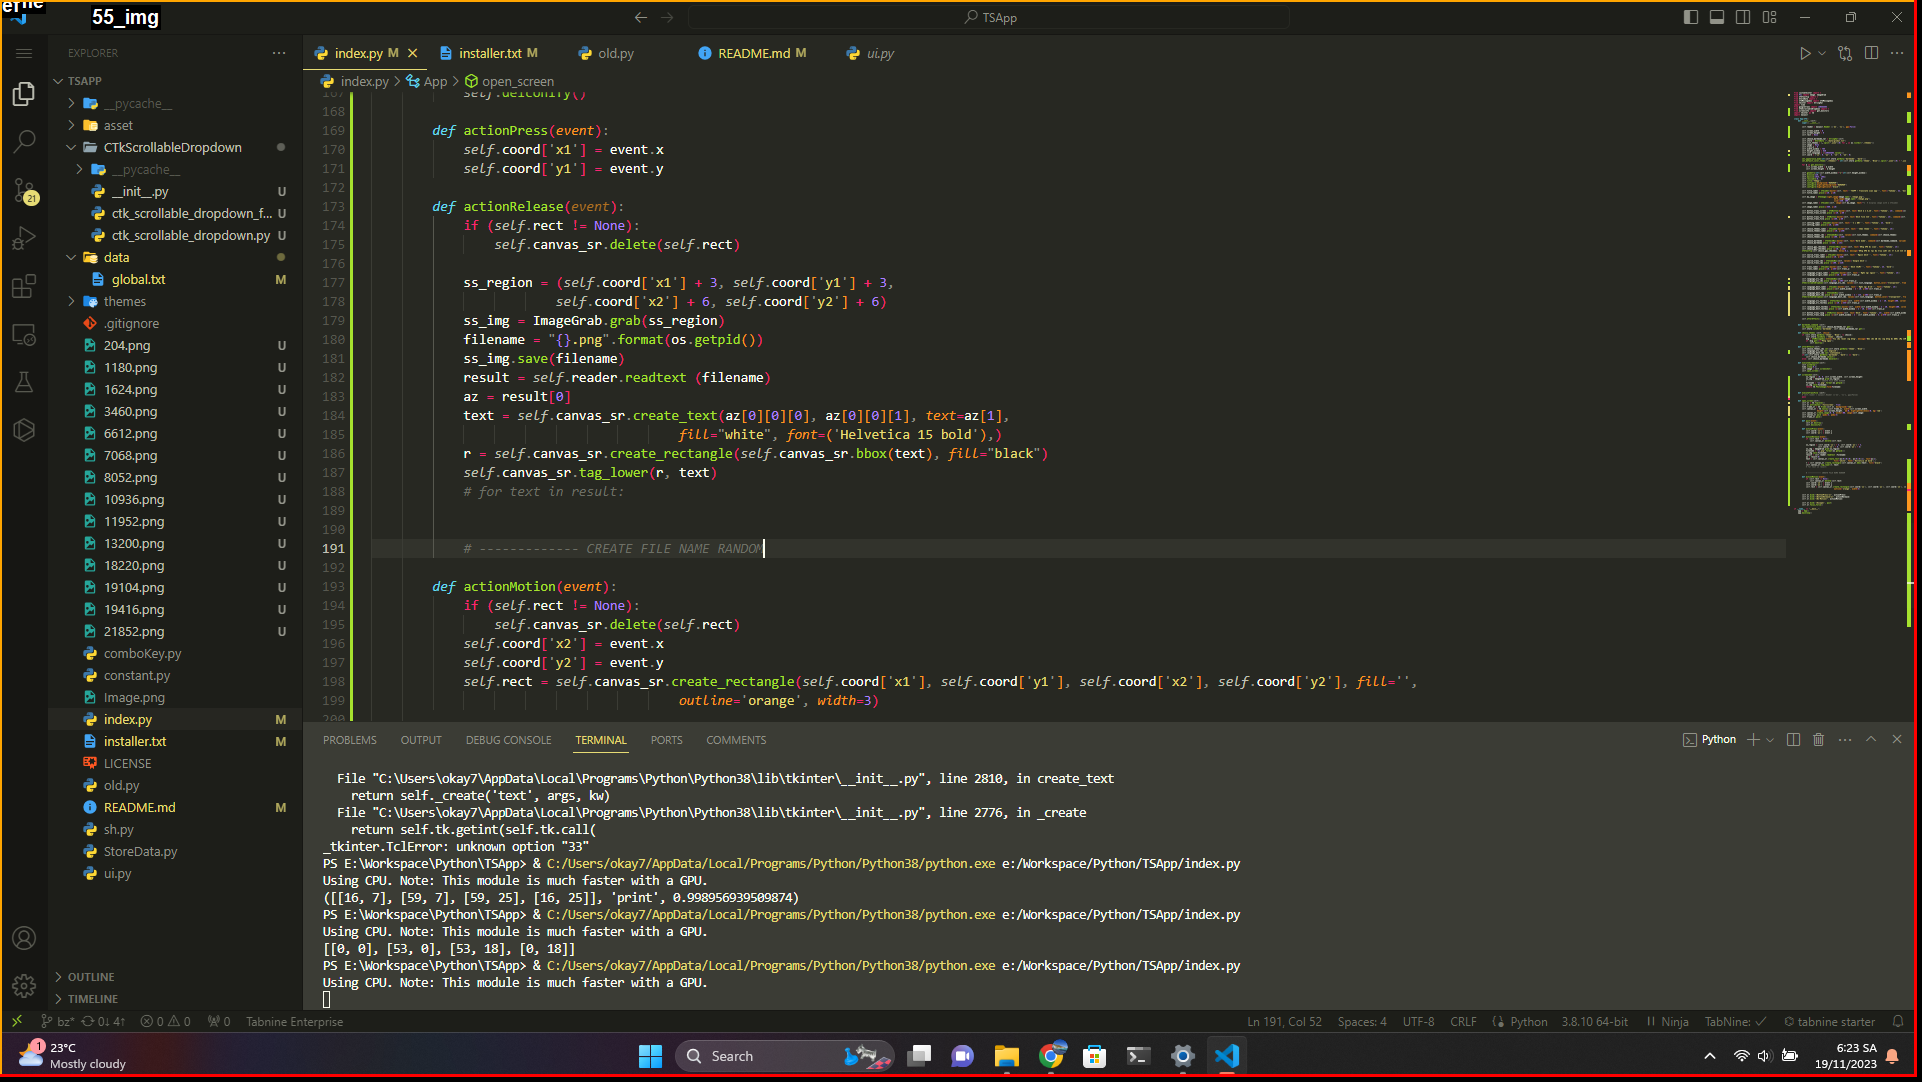 55_img
TSApp
EXPLORER
TSAPP
__pycache__
asset
CTkScrollableDropdown
__pycache__
__init__.py U
ctk_scrollable_dropdown_f... U
ctk_scrollable_dropdown.py U
data
global.txt M
themes
.gitignore
204.png U
1180.png U
1624.png U
3460.png U
6612.png U
7068.png U
8052.png U
10936.png U
11952.png U
13200.png U
18220.png U
19104.png U
19416.png U
21852.png U
comboKey.py
constant.py
Image.png
index.py M
installer.txt M
LICENSE
old.py
README.md M
sh.py
StoreData.py
ui.py
OUTLINE
TIMELINE
21
index.py M installer.txt M old.py README.md M ui.py
index.py > App > open_screen
167 self.deiconify()
168
169 def actionPress(event):
170 self.coord['x1'] = event.x
171 self.coord['y1'] = event.y
172
173 def actionRelease(event):
174 if (self.rect != None):
175 self.canvas_sr.delete(self.rect)
176
177 ss_region = (self.coord['x1'] + 3, self.coord['y1'] + 3,
178 self.coord['x2'] + 6, self.coord['y2'] + 6)
179 ss_img = ImageGrab.grab(ss_region)
180 filename = "{}.png".format(os.getpid())
181 ss_img.save(filename)
182 result = self.reader.readtext (filename)
183 az = result[0]
184 text = self.canvas_sr.create_text(az[0][0][0], az[0][0][1], text=az[1],
185 fill="white", font=('Helvetica 15 bold'),)
186 r = self.canvas_sr.create_rectangle(self.canvas_sr.bbox(text), fill="black")
187 self.canvas_sr.tag_lower(r, text)
188 # for text in result:
189
190
191 # ------------- CREATE FILE NAME RANDOM
192
193 def actionMotion(event):
194 if (self.rect != None):
195 self.canvas_sr.delete(self.rect)
196 self.coord['x2'] = event.x
197 self.coord['y2'] = event.y
198 self.rect = self.canvas_sr.create_rectangle(self.coord['x1'], self.coord['y1'], self.coord['x2'], self.coord['y2'], fill='',
199 outline='orange', width=3)
200
PROBLEMS OUTPUT DEBUG CONSOLE TERMINAL PORTS COMMENTS
Python
File "C:\Users\okay7\AppData\Local\Programs\Python\Python38\lib\tkinter\__init__.py", line 2810, in create_text
return self._create('text', args, kw)
File "C:\Users\okay7\AppData\Local\Programs\Python\Python38\lib\tkinter\__init__.py", line 2776, in _create
return self.tk.getint(self.tk.call(
_tkinter.TclError: unknown option "33"
PS E:\Workspace\Python\TSApp> & C:/Users/okay7/AppData/Local/Programs/Python/Python38/python.exe e:/Workspace/Python/TSApp/index.py
Using CPU. Note: This module is much faster with a GPU.
([[16, 7], [59, 7], [59, 25], [16, 25]], 'print', 0.998956939509874)
PS E:\Workspace\Python\TSApp> & C:/Users/okay7/AppData/Local/Programs/Python/Python38/python.exe e:/Workspace/Python/TSApp/index.py
Using CPU. Note: This module is much faster with a GPU.
[[0, 0], [53, 0], [53, 18], [0, 18]]
PS E:\Workspace\Python\TSApp> & C:/Users/okay7/AppData/Local/Programs/Python/Python38/python.exe e:/Workspace/Python/TSApp/index.py
Using CPU. Note: This module is much faster with a GPU.
bz* 0↓ 4↑ 0 0 0 Tabnine Enterprise
Ln 191, Col 52 Spaces: 4 UTF-8 CRLF Python 3.8.10 64-bit Ninja TabNine: tabnine starter
1
23°C
Mostly cloudy
Search
6:23 SA
19/11/2023